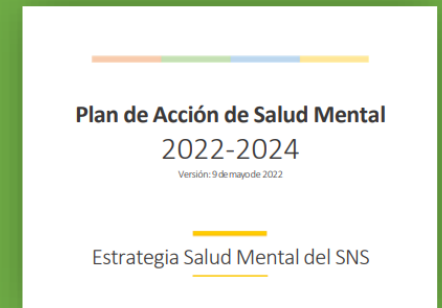 Plan de Acción de Salud Mental
2022-2024
Versión: 9 de mayo de 2022
Estrategia Salud Mental del SNS